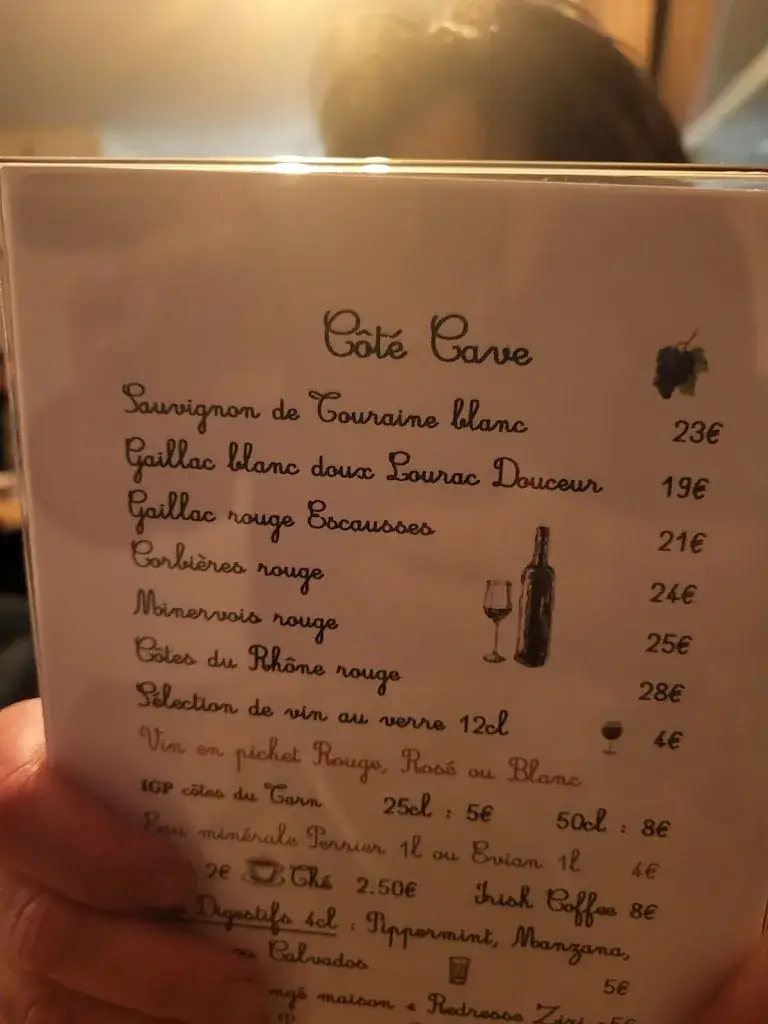 Côté Cave
Sauvignon de Touraine blanc 23€
Gaillac blanc doux Lourac Douceur 19€
Gaillac rouge Escausses 21€
Corbières rouge 24€
Minervois rouge 25€
Côtes du Rhône rouge 28€
Sélection de vin au verre 12cl 4€
Vin en pichet Rouge, Rosé ou Blanc
IGP côtes du Tarn 25cl : 5€ 50cl : 8€
Eau minérale Perrier 1l ou Evian 1l 4€
2€ Thé 2.50€ Irish Coffee 8€
Digestifs 4cl : Pippermint, Manzana,
Calvados 5€
maison « Redresse